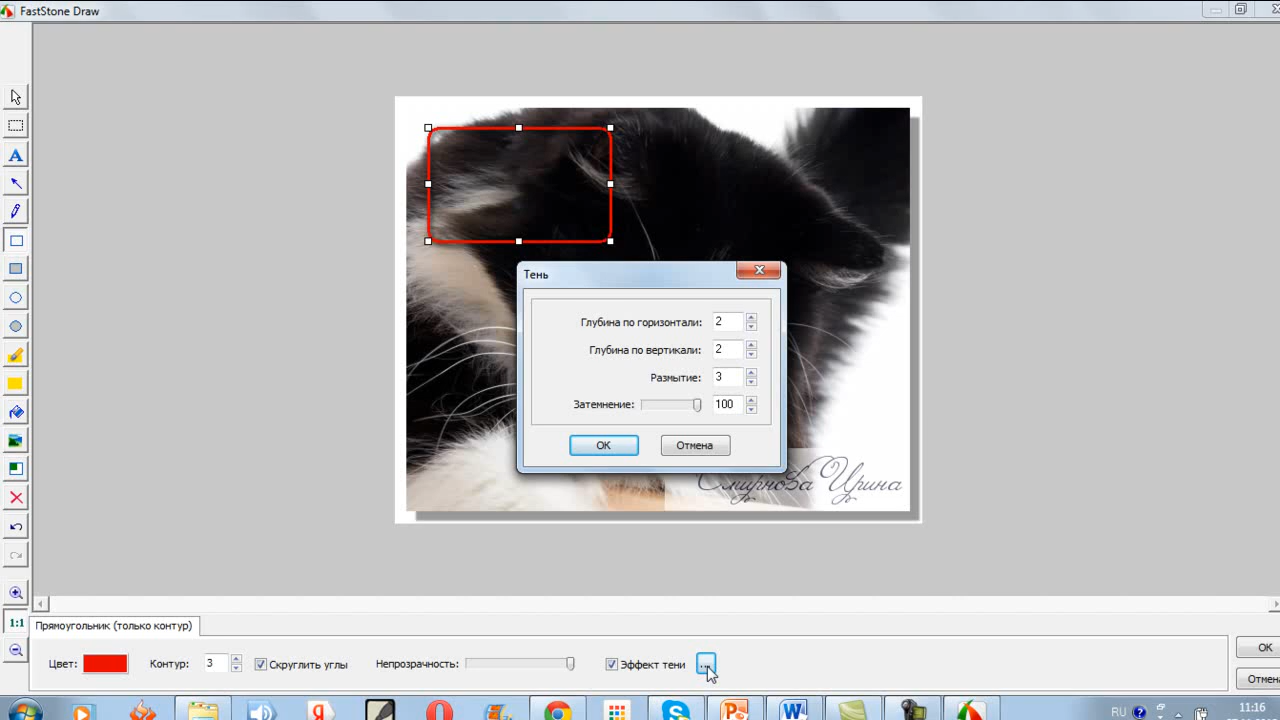 FastStone Draw
A
Тень
Глубина по горизонтали: 2
Глубина по вертикали: 2
Размытие: 3
Затемнение: 100
OK
Отмена
Смирнова Ирина
1:1
Прямоугольник (только контур)
Цвет:
Контур: 3
Скруглить углы
Непрозрачность:
Эффект тени
...
OK
Отмена
RU
11:16